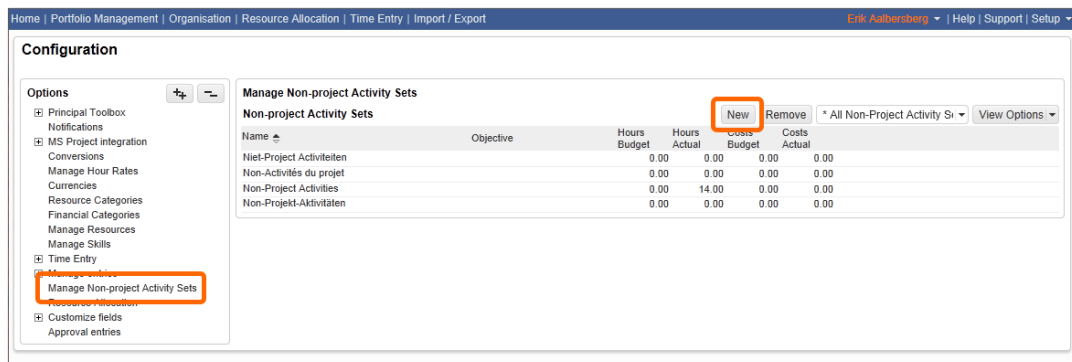 Home | Portfolio Management | Organisation | Resource Allocation | Time Entry | Import / Export Erik Aalbersberg | Help | Support | Setup
Configuration
Options
Principal Toolbox
Notifications
MS Project integration
Conversions
Manage Hour Rates
Currencies
Resource Categories
Financial Categories
Manage Resources
Manage Skills
Time Entry
Manage entries
Manage Non-project Activity Sets
Resource Allocation
Customize fields
Approval entries
Manage Non-project Activity Sets
Non-project Activity Sets New Remove * All Non-Project Activity S View Options
Name Objective Hours Budget Hours Actual Costs Budget Costs Actual
Niet-Project Activiteiten 0.00 0.00 0.00 0.00
Non-Activités du projet 0.00 0.00 0.00 0.00
Non-Project Activities 0.00 14.00 0.00 0.00
Non-Projekt-Aktivitäten 0.00 0.00 0.00 0.00